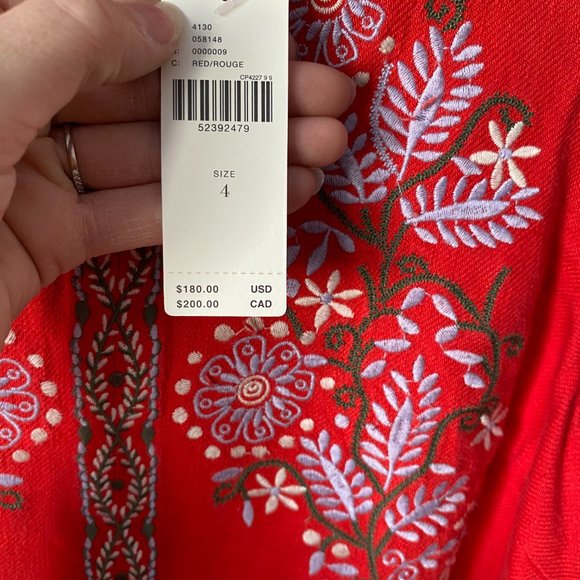 4130
058148
: 0000009
C: RED/ROUGE
CP4227 9 9
52392479
SIZE
4
$180.00 USD
$200.00 CAD